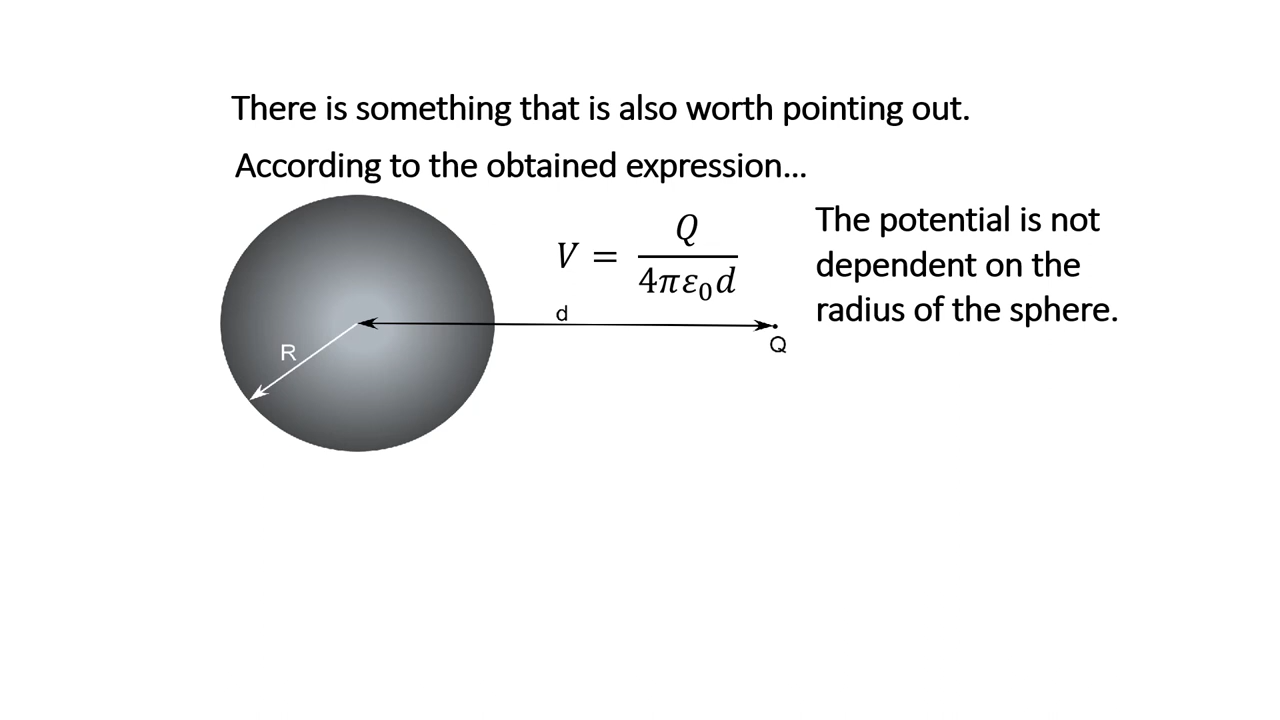 There is something that is also worth pointing out.
According to the obtained expression...
The potential is not
dependent on the
radius of the sphere.
V = Q / 4πε₀d
d
R
Q